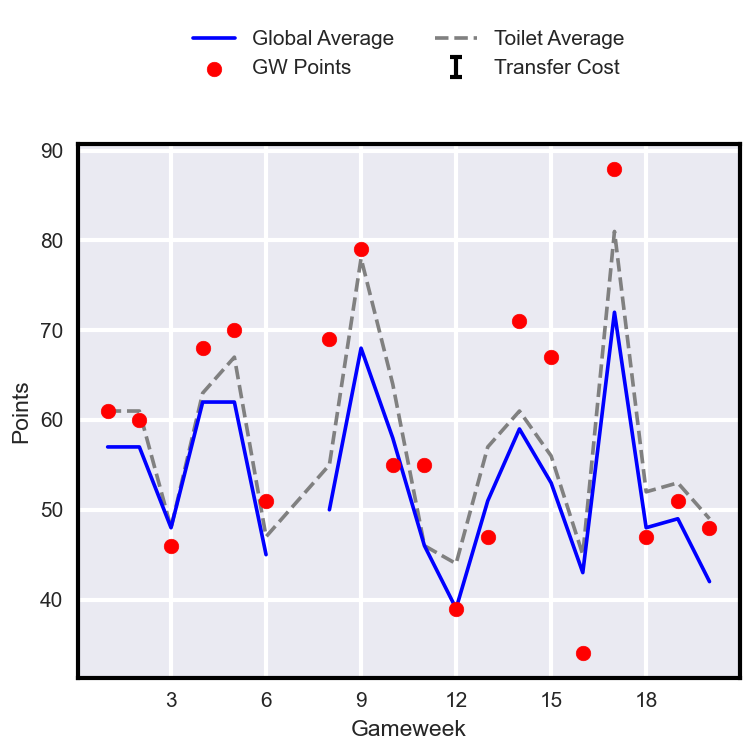 Global Average
Toilet Average
GW Points
Transfer Cost
90
80
70
60
50
40
Points
3 6 9 12 15 18
Gameweek